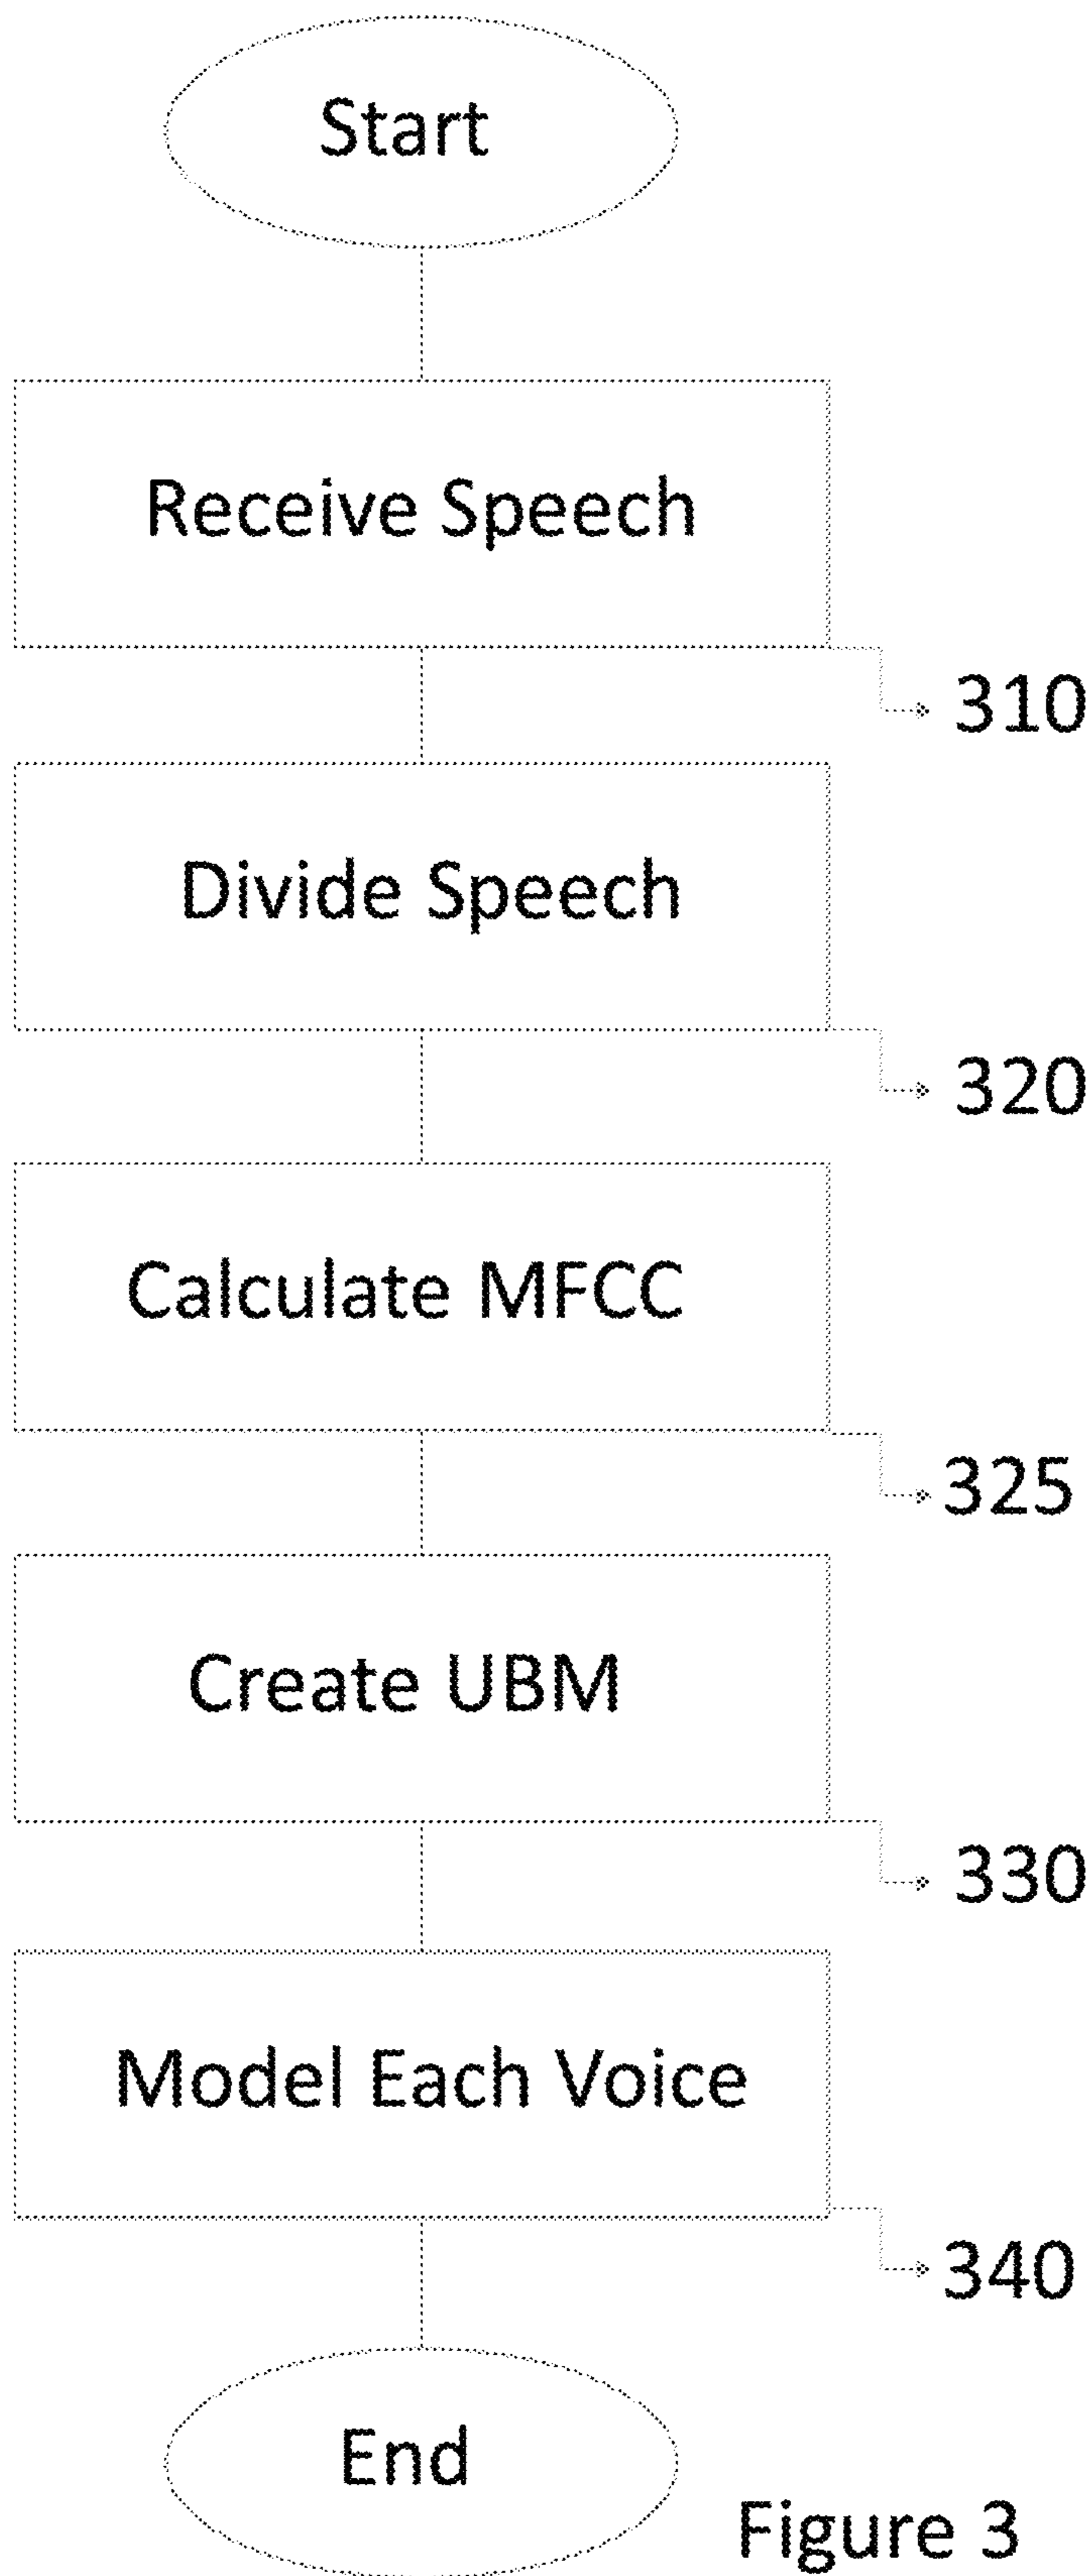 Start
Receive Speech
310
Divide Speech
320
Calculate MFCC
325
Create UBM
330
Model Each Voice
340
End
Figure 3